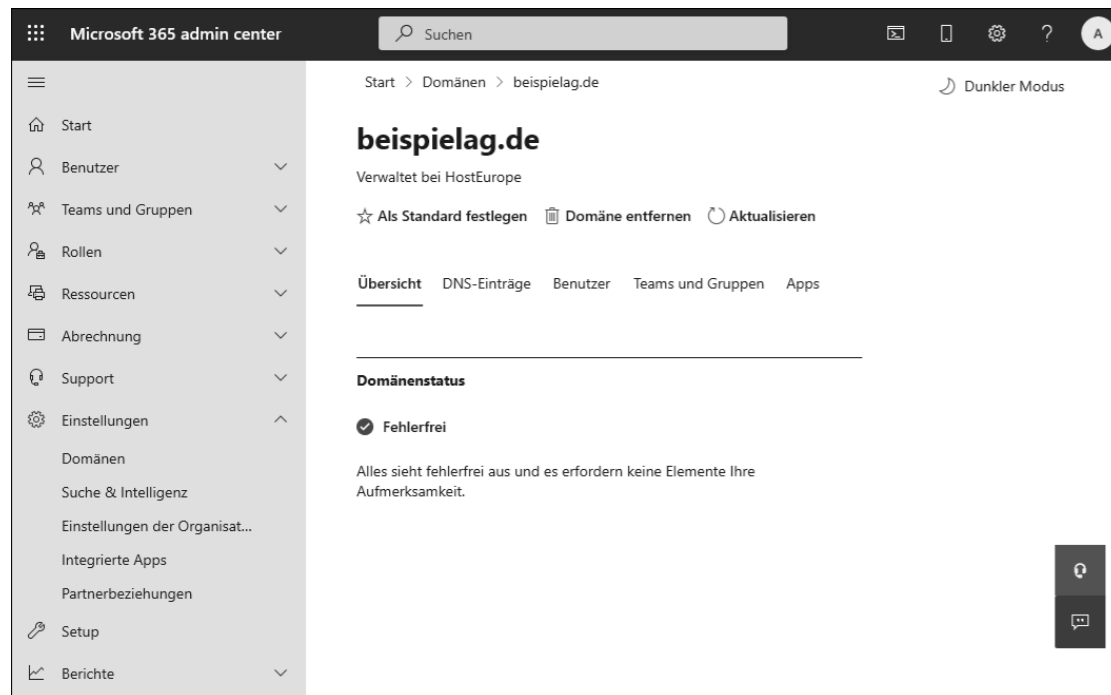 Microsoft 365 admin center
Suchen
?
A
Start > Domänen > beispielag.de
Dunkler Modus
Start
Benutzer
Teams und Gruppen
Rollen
Ressourcen
Abrechnung
Support
Einstellungen
Domänen
Suche & Intelligenz
Einstellungen der Organisat...
Integrierte Apps
Partnerbeziehungen
Setup
Berichte
beispielag.de
Verwaltet bei HostEurope
Als Standard festlegen Domäne entfernen Aktualisieren
Übersicht DNS-Einträge Benutzer Teams und Gruppen Apps
Domänenstatus
Fehlerfrei
Alles sieht fehlerfrei aus und es erfordern keine Elemente Ihre
Aufmerksamkeit.